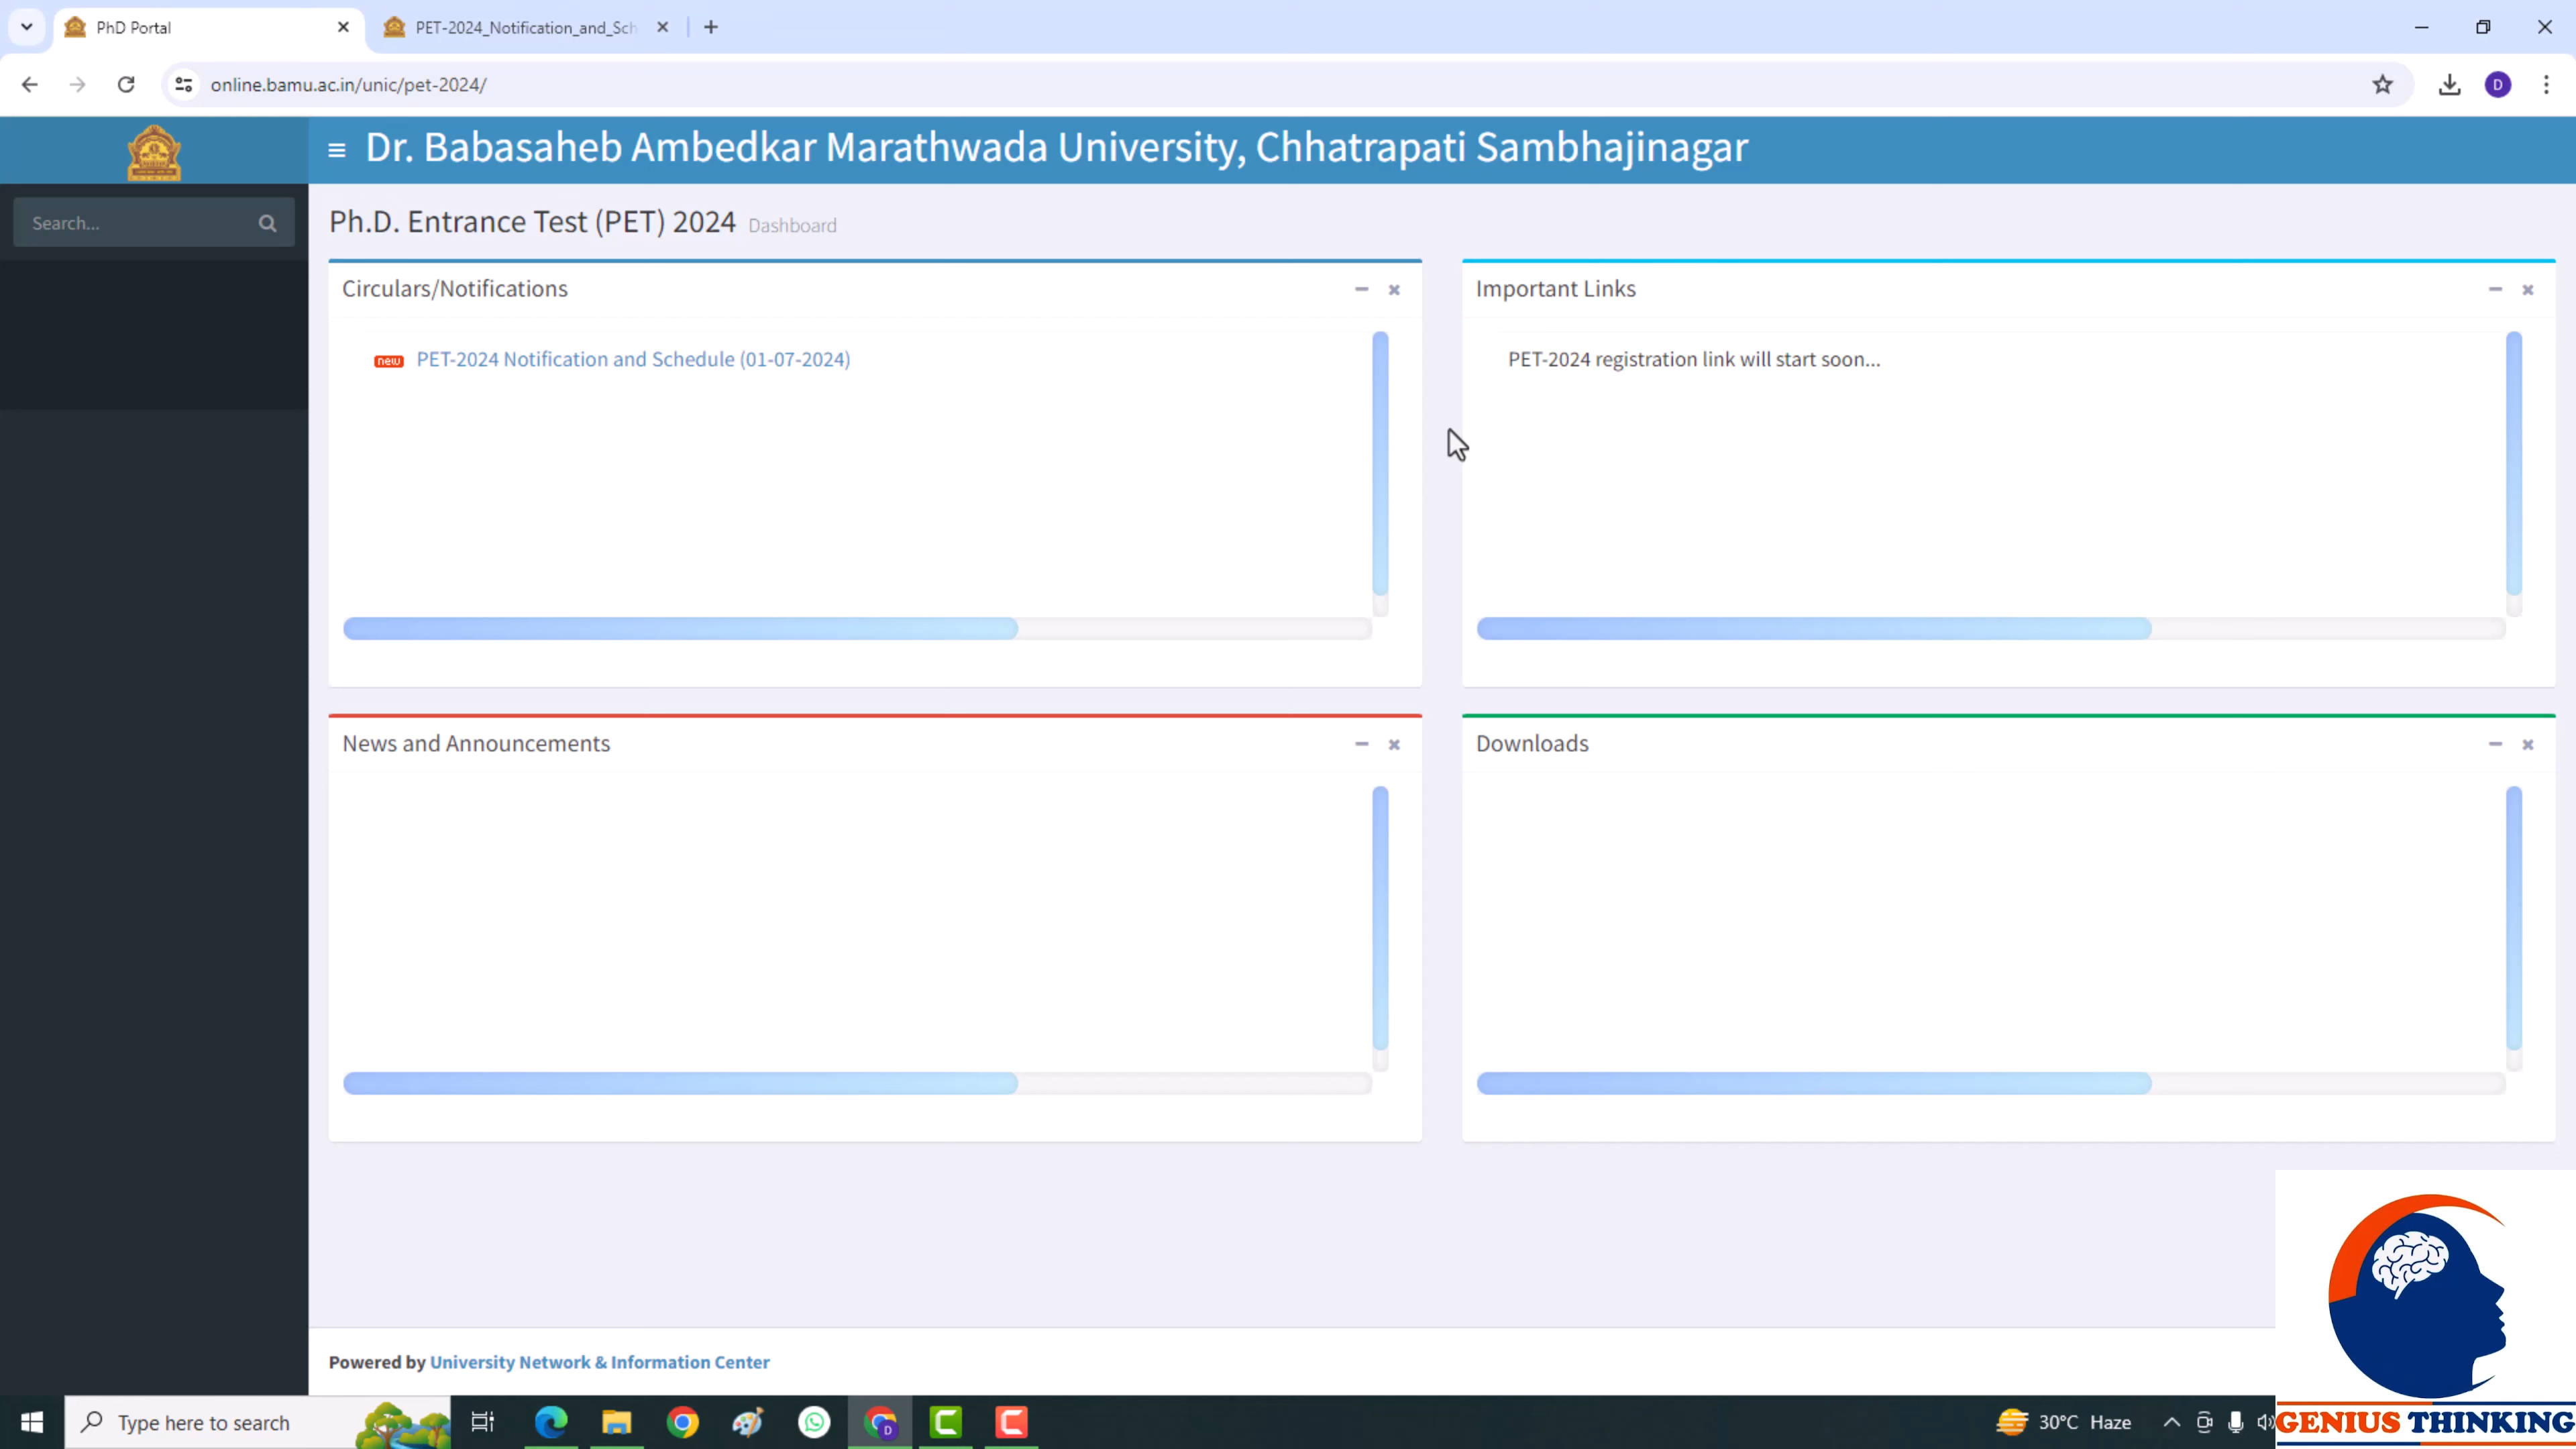 PhD Portal
PET-2024_Notification_and_Sch
online.bamu.ac.in/unic/pet-2024/
D
Dr. Babasaheb Ambedkar Marathwada University, Chhatrapati Sambhajinagar
Search...
Ph.D. Entrance Test (PET) 2024 Dashboard
Circulars/Notifications
new PET-2024 Notification and Schedule (01-07-2024)
Important Links
PET-2024 registration link will start soon...
News and Announcements
Downloads
Powered by University Network & Information Center
Type here to search
D
30°C Haze
GENIUS THINKING